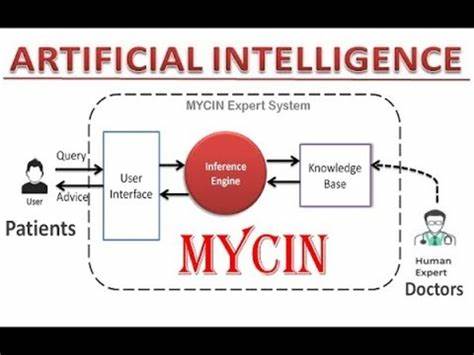 ARTIFICIAL INTELLIGENCE
MYCIN Expert System
Query
Advice
User
Patients
User
Interface
Inference
Engine
Knowledge
Base
MYCIN
Human
Expert
Doctors